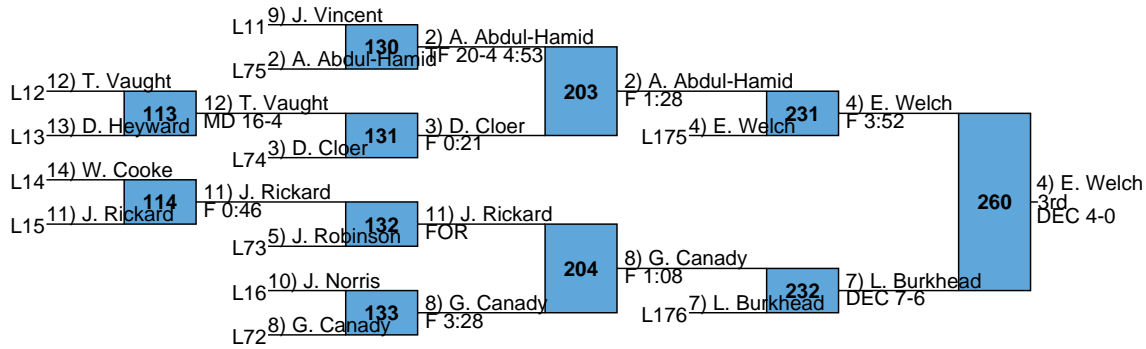 L11 9) J. Vincent
130
L75 2) A. Abdul-Hamid
2) A. Abdul-Hamid
TF 20-4 4:53
L12 12) T. Vaught
113
L13 13) D. Heyward
12) T. Vaught
MD 16-4
131
L74 3) D. Cloer
3) D. Cloer
F 0:21
203
2) A. Abdul-Hamid
F 1:28
L14 14) W. Cooke
114
L15 11) J. Rickard
11) J. Rickard
F 0:46
132
L73 5) J. Robinson
11) J. Rickard
FOR
L16 10) J. Norris
133
L72 8) G. Canady
8) G. Canady
F 3:28
204
8) G. Canady
F 1:08
231
L175 4) E. Welch
4) E. Welch
F 3:52
232
L176 7) L. Burkhead
7) L. Burkhead
DEC 7-6
260
4) E. Welch
3rd
DEC 4-0